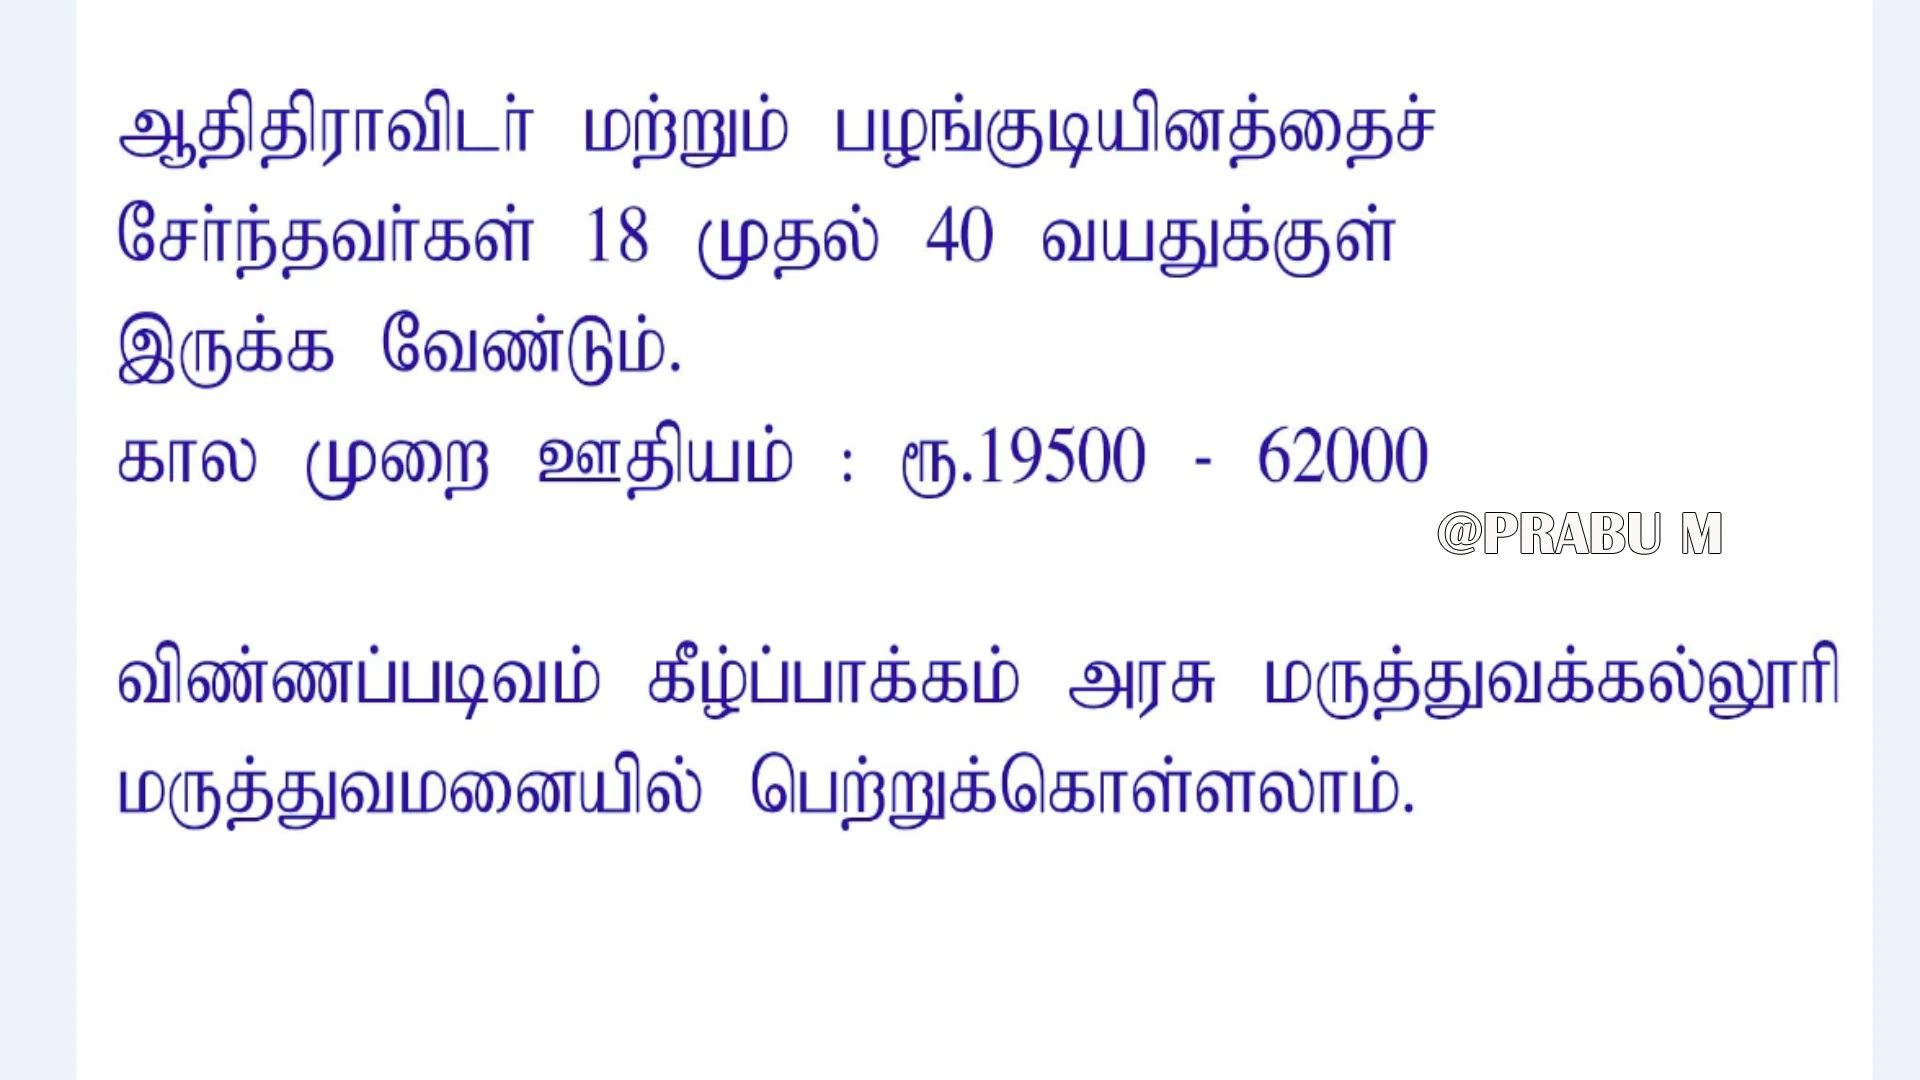 ஆதிதிராவிடர் மற்றும் பழங்குடியினத்தைச்
சேர்ந்தவர்கள் 18 முதல் 40 வயதுக்குள்
இருக்க வேண்டும்.
கால முறை ஊதியம் : ரூ.19500 - 62000
@PRABU M
விண்ணப்படிவம் கீழ்ப்பாக்கம் அரசு மருத்துவக்கல்லூரி
மருத்துவமனையில் பெற்றுக்கொள்ளலாம்.